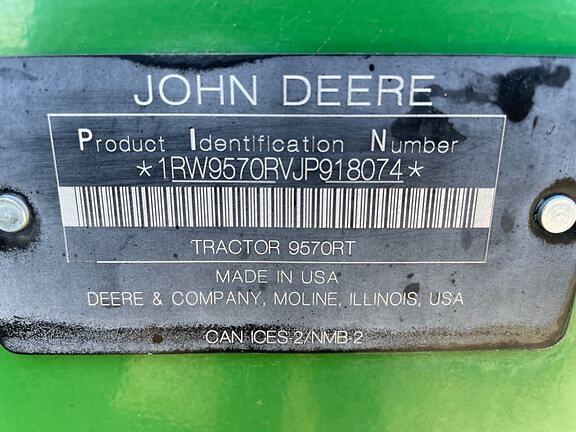 JOHN DEERE
Product Identification Number
*1RW9570RVJP918074*
TRACTOR 9570RT
MADE IN USA
DEERE & COMPANY, MOLINE, ILLINOIS, USA
CAN ICES-2/NMB-2